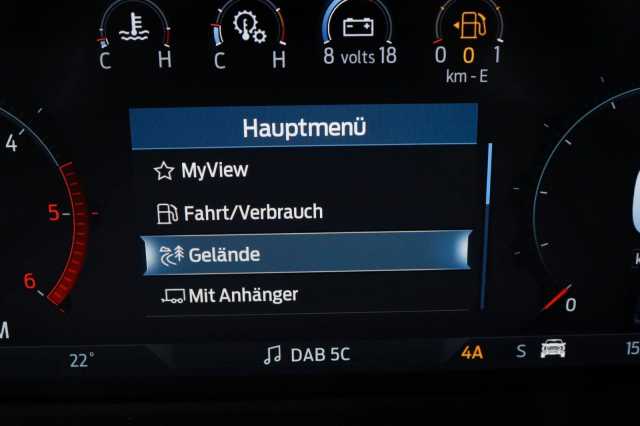 C H
C H
8 volts 18
0 0 1
km - E
Hauptmenü
MyView
Fahrt/Verbrauch
Gelände
Mit Anhänger
4
5
6
0
22°
DAB 5C
4A
S